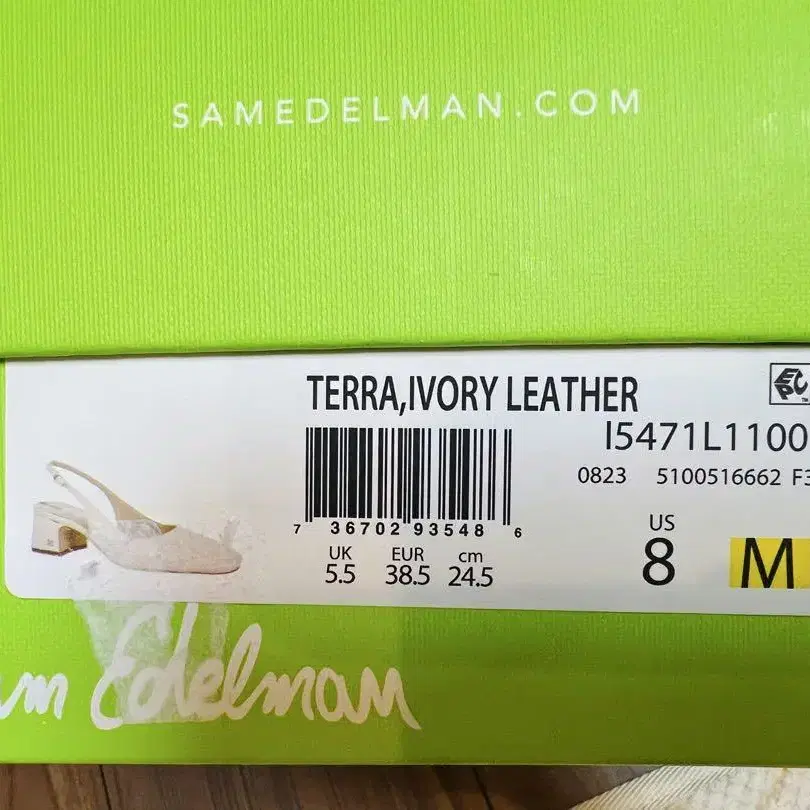 SAMEDELMAN.COM
TERRA,IVORY LEATHER
EPC
I5471L1100
0823 5100516662
7 36702 93548 6
UK EUR cm
5.5 38.5 24.5
US
8 M
Edelman